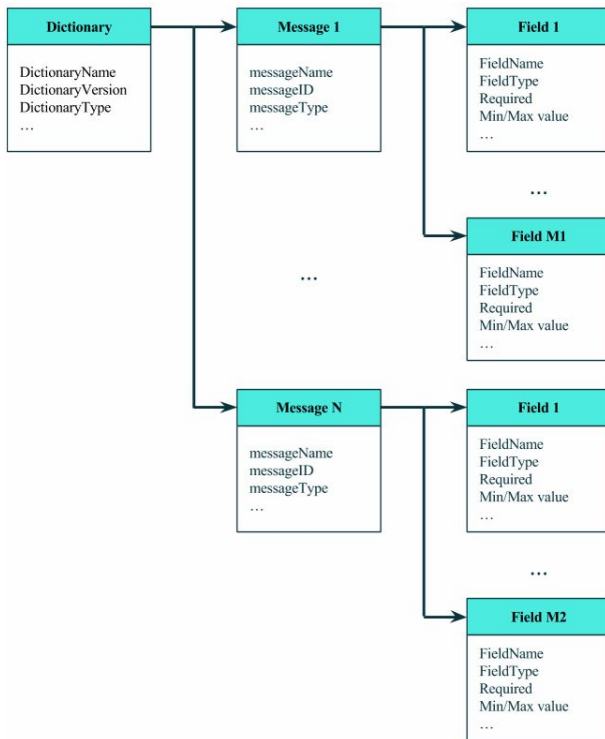 Dictionary
DictionaryName
DictionaryVersion
DictionaryType
…
Message 1
messageName
messageID
messageType
…
Field 1
FieldName
FieldType
Required
Min/Max value
…
…
Field M1
FieldName
FieldType
Required
Min/Max value
…
…
Message N
messageName
messageID
messageType
…
Field 1
FieldName
FieldType
Required
Min/Max value
…
…
Field M2
FieldName
FieldType
Required
Min/Max value
…